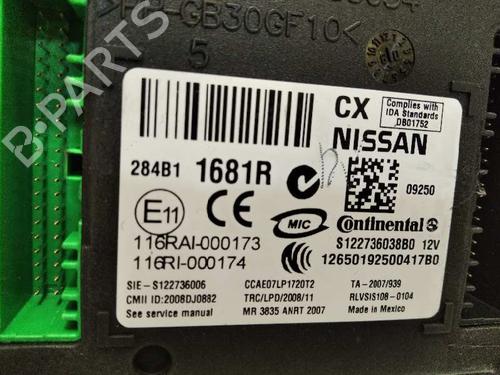 >PP-GB30GF10<
5
CX
Complies with
IDA Standards
DB01752
NISSAN
284B1 1681R
09250
E11
CE
MIC
Continental
116RAI-000173
116RI-000174
S122736038B0 12V
12650192500417B0
SIE-S122736006
CCAE07LP1720T2
TA-2007/939
CMII ID:2008DJ0882
TRC/LPD/2008/11
RLVSIS108-0104
See service manual
MR 3835 ANRT 2007
Made in Mexico
B-PARTS